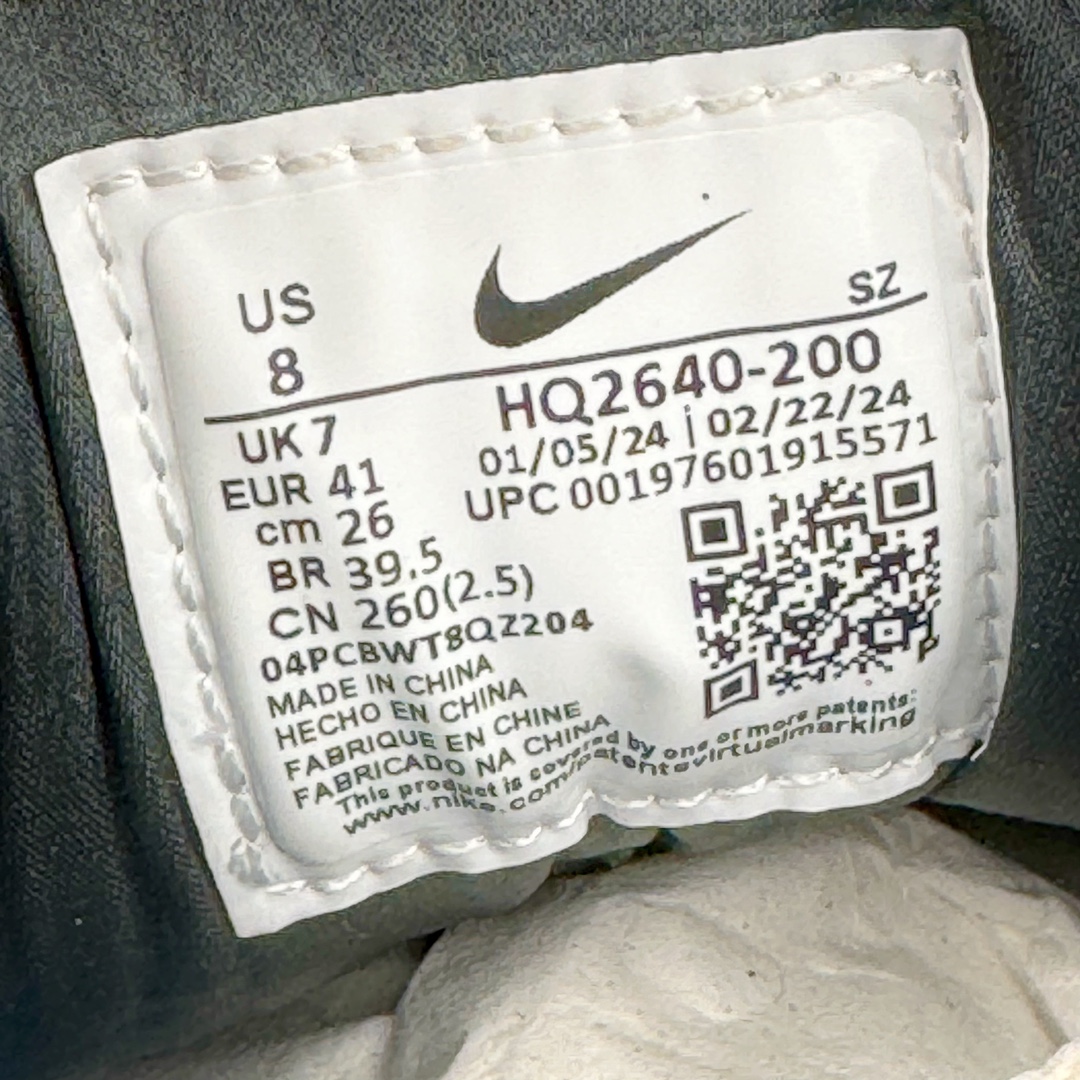 US
8
SZ
UK 7
EUR 41
cm 26
BR 39.5
CN 260(2.5)
HQ2640-200
01/05/24 | 02/22/24
UPC 00197601915571
04PCBWT8QZ204
MADE IN CHINA
HECHO EN CHINA
FABRIQUE EN CHINE
FABRICADO NA CHINA
This product is covered by one or more patents:
www.nike.com/patentsvirtualmarking
P